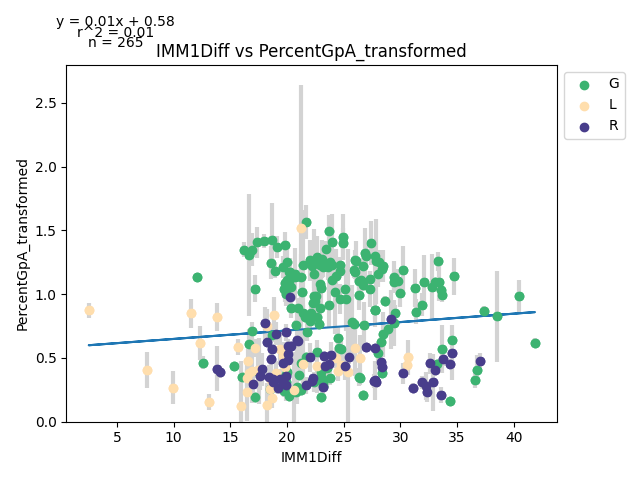 y = 0.01x + 0.58
r^2 = 0.01
n = 265
IMM1Diff vs PercentGpA_transformed
G
L
R
PercentGpA_transformed
2.5
2.0
1.5
1.0
0.5
0.0
5 10 15 20 25 30 35 40
IMM1Diff